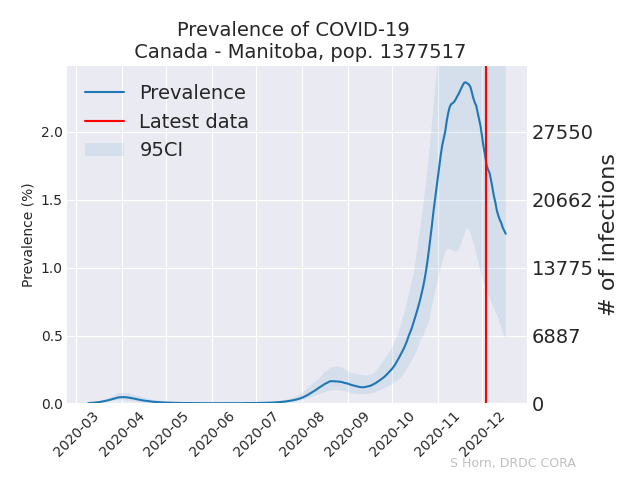 Prevalence of COVID-19
Canada - Manitoba, pop. 1377517
Prevalence
Latest data
95CI
Prevalence (%)
2.0
1.5
1.0
0.5
0.0
27550
20662
13775
6887
0
# of infections
2020-03
2020-04
2020-05
2020-06
2020-07
2020-08
2020-09
2020-10
2020-11
2020-12
S Horn, DRDC CORA